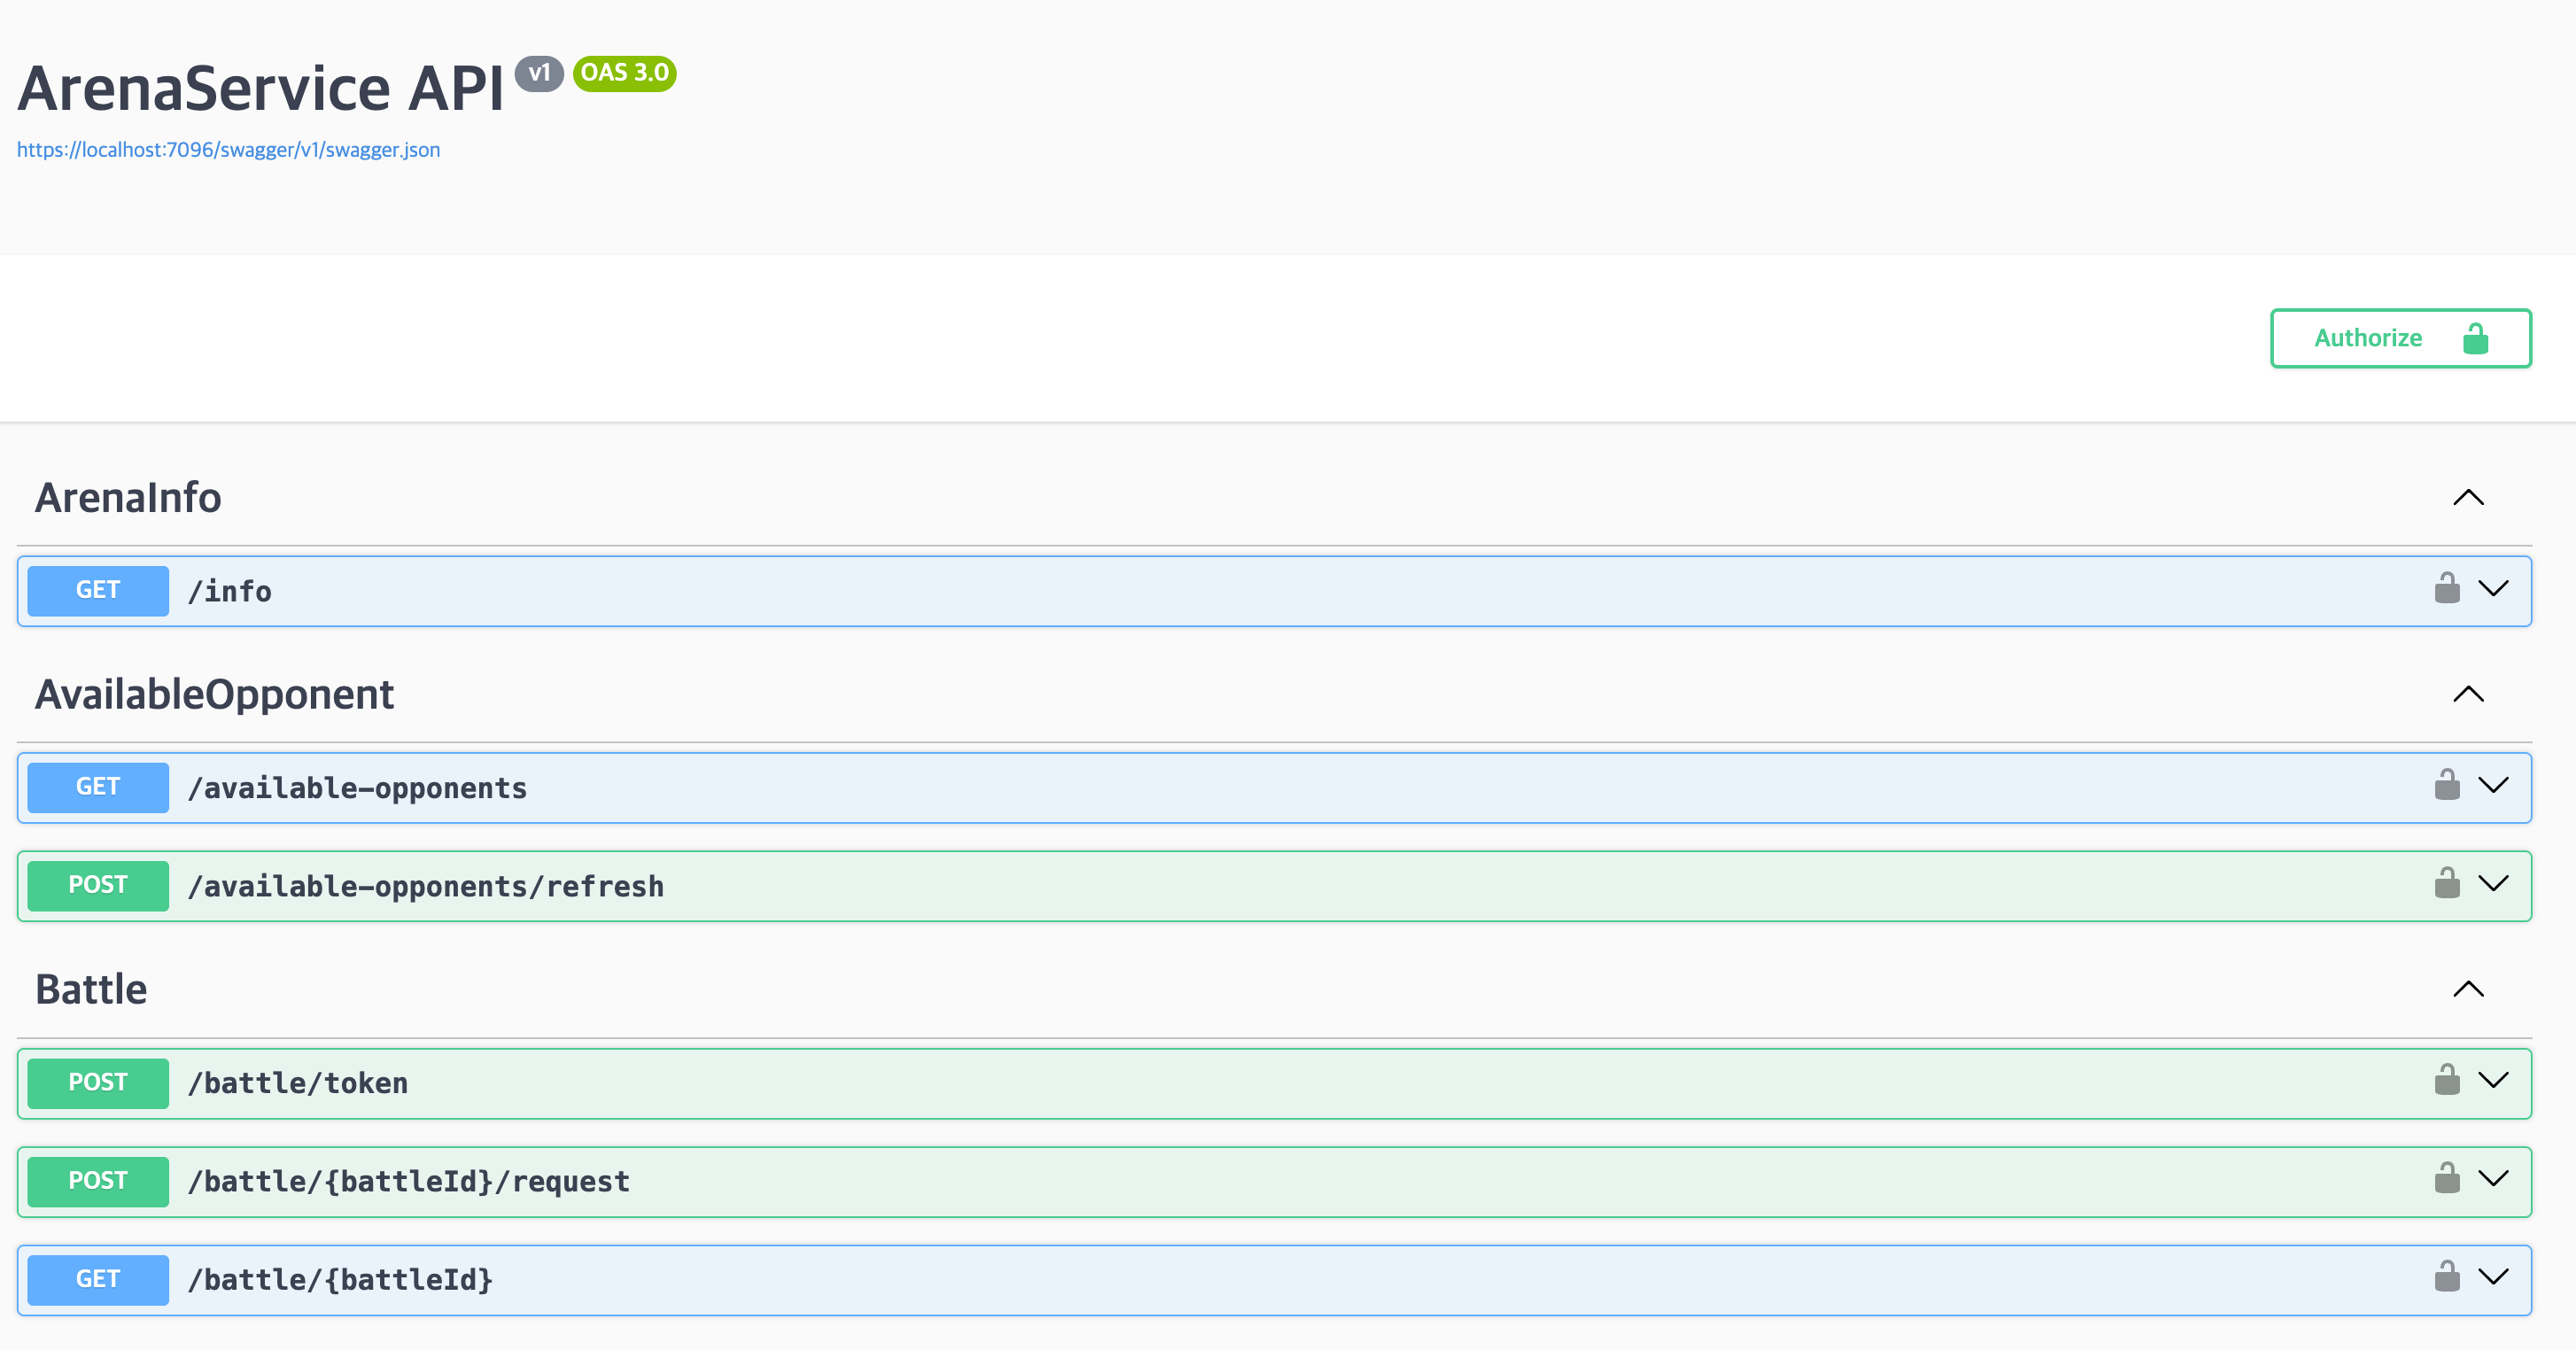 ArenaService API v1 OAS 3.0
https://localhost:7096/swagger/v1/swagger.json
Authorize
ArenaInfo
GET /info
AvailableOpponent
GET /available-opponents
POST /available-opponents/refresh
Battle
POST /battle/token
POST /battle/{battleId}/request
GET /battle/{battleId}